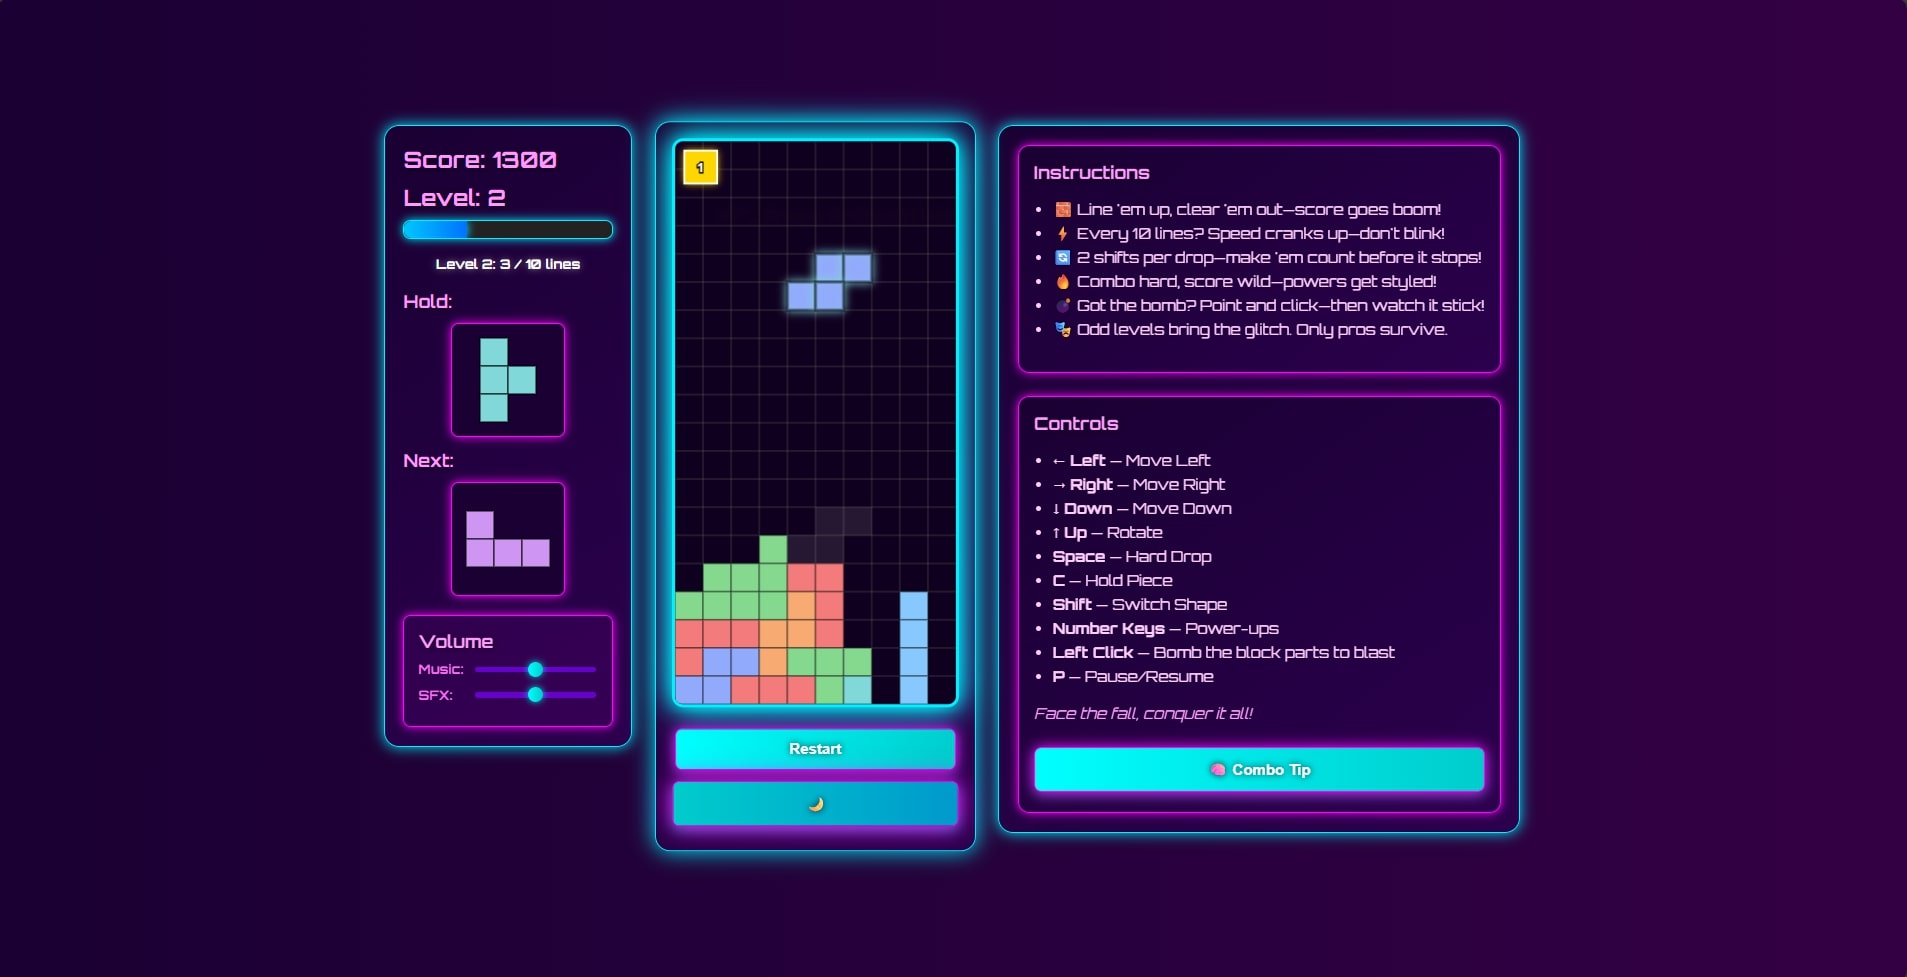 Score: 1300
Level: 2
Level 2: 3 / 10 lines
Hold:
Next:
Volume
Music:
SFX:
1
Restart
🌙
Instructions
• 🧱 Line 'em up, clear 'em out—score goes boom!
• ⚡ Every 10 lines? Speed cranks up—don't blink!
• 🔄 2 shifts per drop—make 'em count before it stops!
• 🔥 Combo hard, score wild—powers get styled!
• 💣 Got the bomb? Point and click—then watch it stick!
• 🎭 Odd levels bring the glitch. Only pros survive.
Controls
• ← Left — Move Left
• → Right — Move Right
• ↓ Down — Move Down
• ↑ Up — Rotate
• Space — Hard Drop
• C — Hold Piece
• Shift — Switch Shape
• Number Keys — Power-ups
• Left Click — Bomb the block parts to blast
• P — Pause/Resume
Face the fall, conquer it all!
🧠 Combo Tip